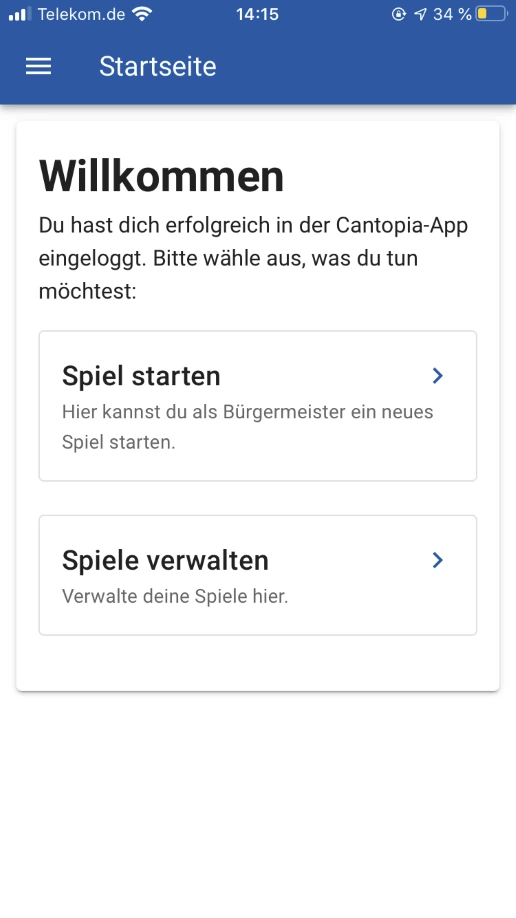 Telekom.de 14:15 34 %
Startseite
Willkommen
Du hast dich erfolgreich in der Cantopia-App
eingeloggt. Bitte wähle aus, was du tun
möchtest:
Spiel starten
Hier kannst du als Bürgermeister ein neues
Spiel starten.
Spiele verwalten
Verwalte deine Spiele hier.